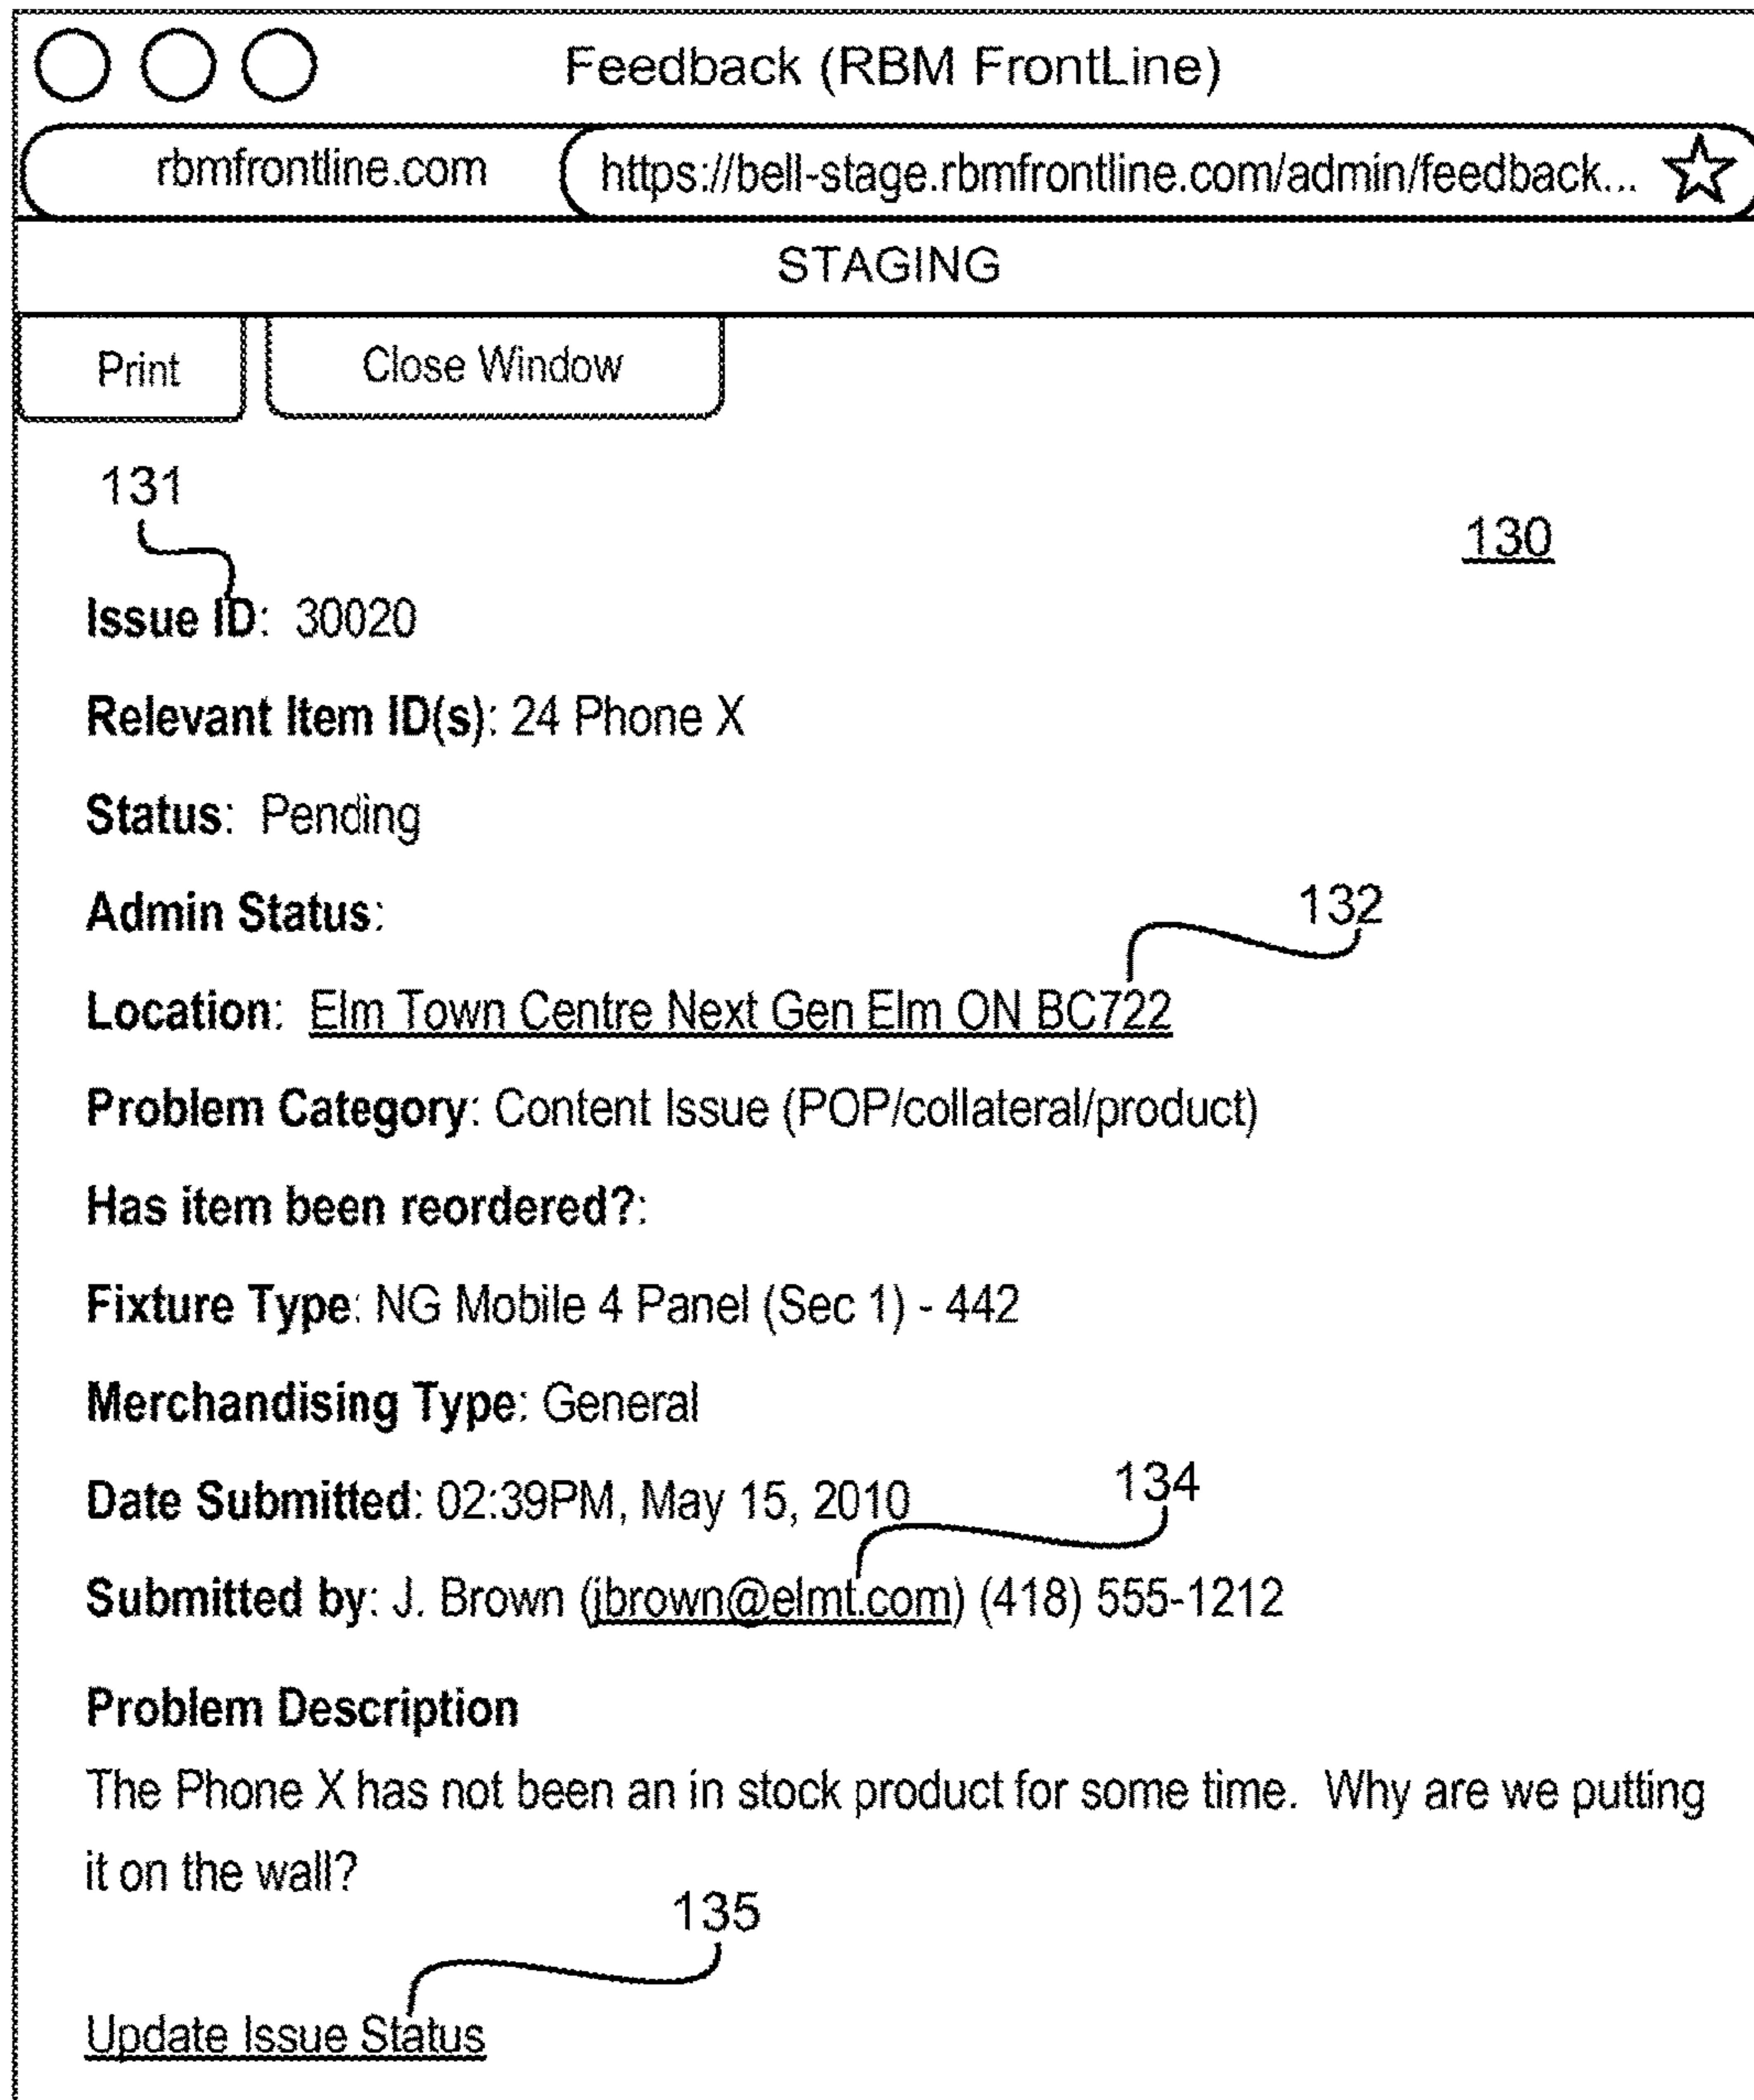 Feedback (RBM FrontLine)
rbmfrontline.com https://bell-stage.rbmfrontline.com/admin/feedback...
STAGING
Print Close Window
131
130
Issue ID: 30020
Relevant Item ID(s): 24 Phone X
Status: Pending
Admin Status:
132
Location: Elm Town Centre Next Gen Elm ON BC722
Problem Category: Content Issue (POP/collateral/product)
Has item been reordered?:
Fixture Type: NG Mobile 4 Panel (Sec 1) - 442
Merchandising Type: General
134
Date Submitted: 02:39PM, May 15, 2010
Submitted by: J. Brown (jbrown@elmt.com) (418) 555-1212
Problem Description
The Phone X has not been an in stock product for some time. Why are we putting
it on the wall?
135
Update Issue Status